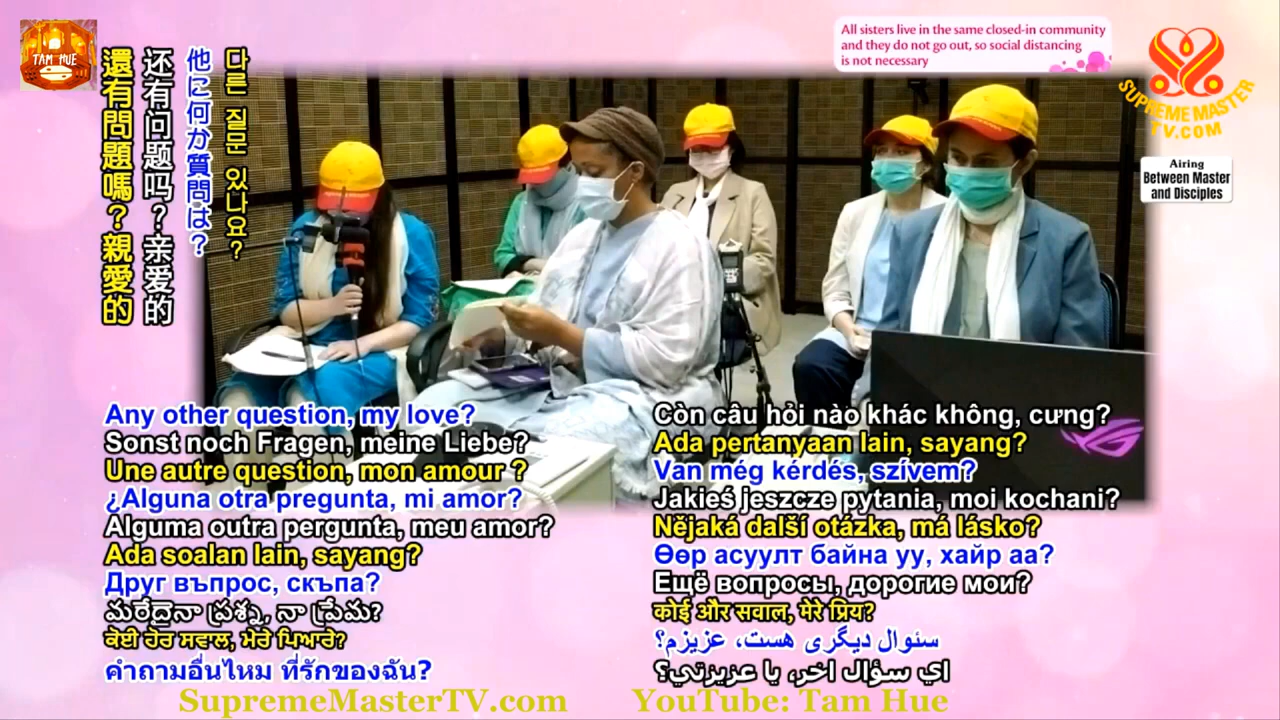 TAM HUE
All sisters live in the same closed-in community
and they do not go out, so social distancing
is not necessary
SUPREME MASTER
TV.COM
Airing
Between Master
and Disciples
還有問題嗎？親愛的
还有问题吗？亲爱的
他に何か質問は？
다른 질문 있나요?
Any other question, my love?
Sonst noch Fragen, meine Liebe?
Une autre question, mon amour ?
¿Alguna otra pregunta, mi amor?
Alguma outra pergunta, meu amor?
Ada soalan lain, sayang?
Друг въпрос, скъпа?
మరేదైనా ప్రశ్న, నా ప్రేమ?
ਕੋਈ ਹੋਰ ਸਵਾਲ, ਮੇਰੇ ਪਿਆਰੇ?
คำถามอื่นไหม ที่รักของฉัน?
Còn câu hỏi nào khác không, cưng?
Ada pertanyaan lain, sayang?
Van még kérdés, szívem?
Jakieś jeszcze pytania, moi kochani?
Nějaká další otázka, má lásko?
Өөр асуулт байна уу, хайр аа?
Ещё вопросы, дорогие мои?
कोई और सवाल, मेरे प्रिय?
سئوال دیگری هست، عزیزم؟
اي سؤال اخر، يا عزيزتي؟
SupremeMasterTV.com
YouTube: Tam Hue